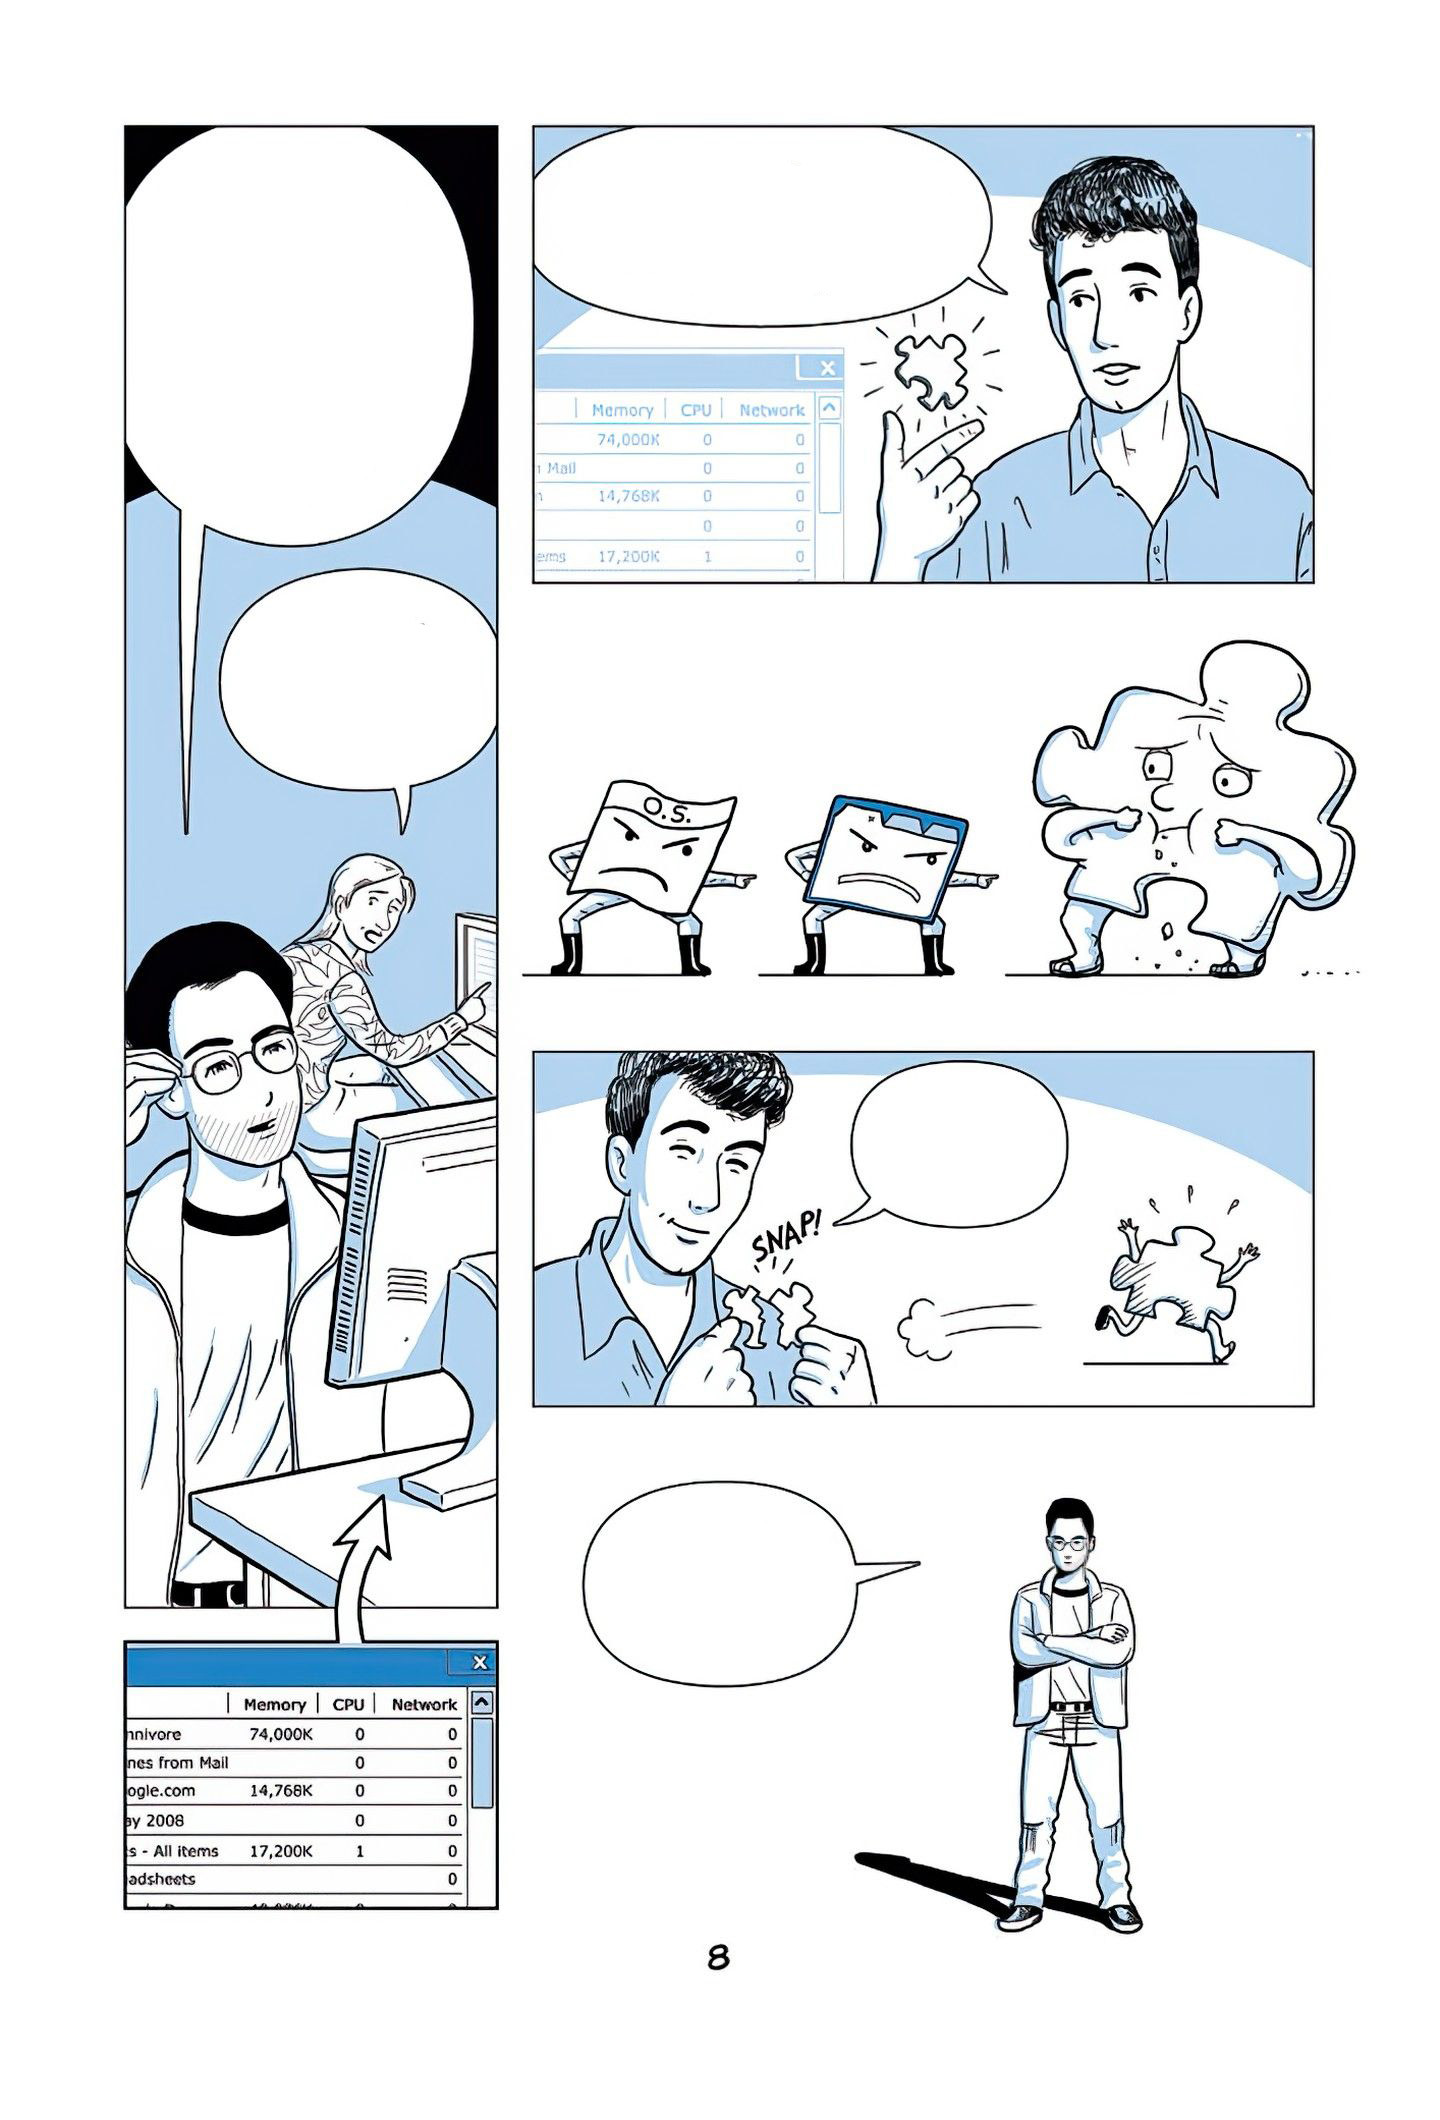 Memory CPU Network
74,000K 0 0
Mail 0 0
14,768K 0 0
0 0
ems 17,200K 1 0
O.S.
SNAP!
Memory CPU Network
nnivore 74,000K 0 0
nes from Mail 0 0
ogle.com 14,768K 0 0
ay 2008 0 0
s - All items 17,200K 1 0
adsheets 0
8